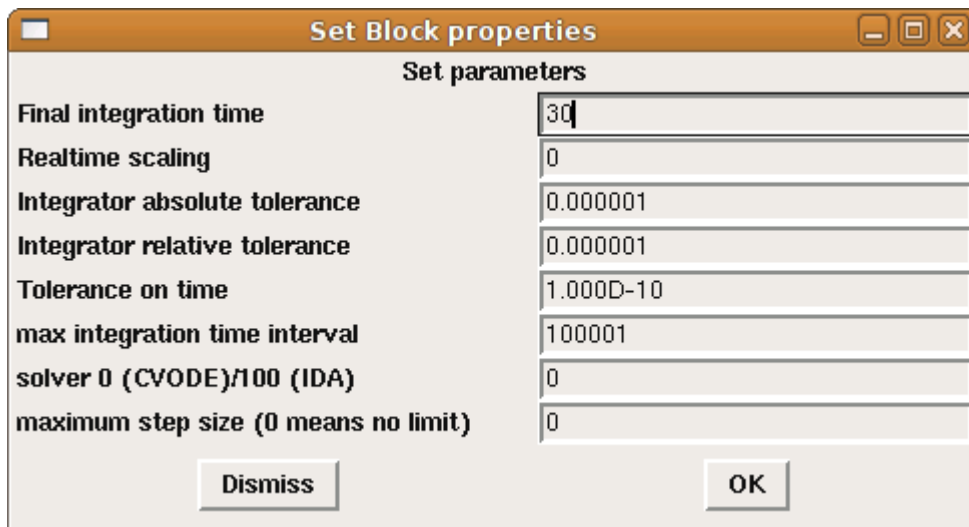 Set Block properties
Set parameters
Final integration time 30
Realtime scaling 0
Integrator absolute tolerance 0.000001
Integrator relative tolerance 0.000001
Tolerance on time 1.000D-10
max integration time interval 100001
solver 0 (CVODE)/100 (IDA) 0
maximum step size (0 means no limit) 0
Dismiss OK